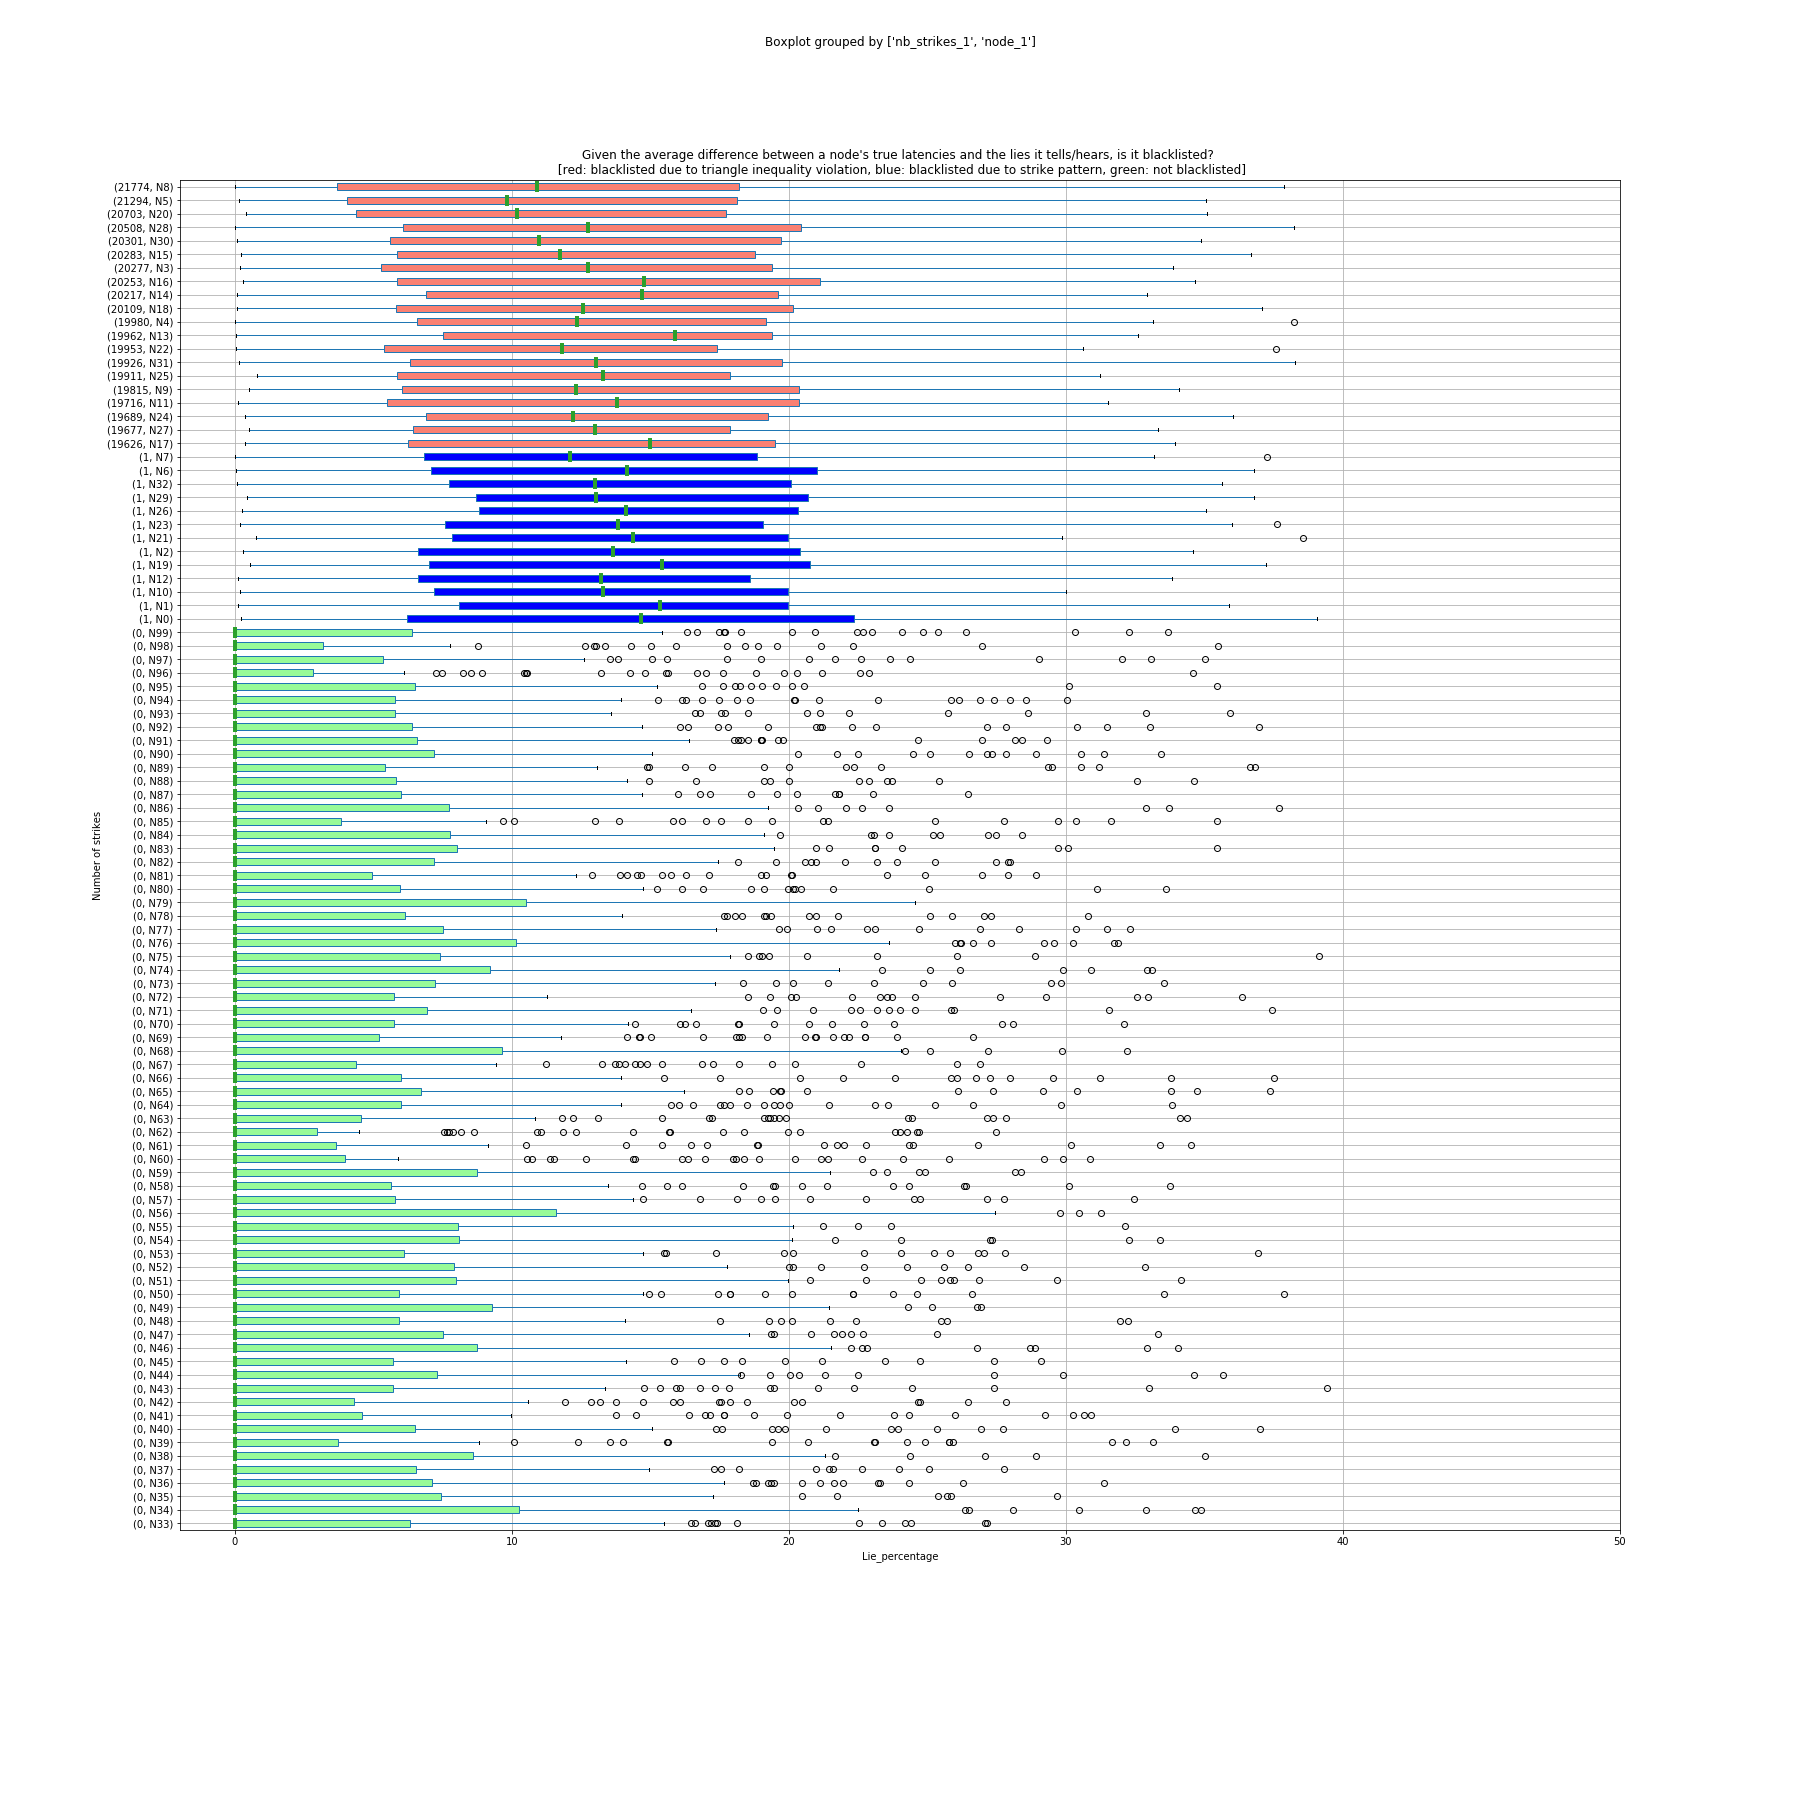 Boxplot grouped by ['nb_strikes_1', 'node_1']
Given the average difference between a node's true latencies and the lies it tells/hears, is it blacklisted?
[red: blacklisted due to triangle inequality violation, blue: blacklisted due to strike pattern, green: not blacklisted]
(21774, N8)
(21294, N5)
(20703, N20)
(20508, N28)
(20301, N30)
(20283, N15)
(20277, N3)
(20253, N16)
(20217, N14)
(20109, N18)
(19980, N4)
(19962, N13)
(19953, N22)
(19926, N31)
(19911, N25)
(19815, N9)
(19716, N11)
(19689, N24)
(19677, N27)
(19626, N17)
(1, N7)
(1, N6)
(1, N32)
(1, N29)
(1, N26)
(1, N23)
(1, N21)
(1, N2)
(1, N19)
(1, N12)
(1, N10)
(1, N1)
(1, N0)
(0, N99)
(0, N98)
(0, N97)
(0, N96)
(0, N95)
(0, N94)
(0, N93)
(0, N92)
(0, N91)
(0, N90)
(0, N89)
(0, N88)
(0, N87)
(0, N86)
(0, N85)
(0, N84)
(0, N83)
(0, N82)
(0, N81)
(0, N80)
(0, N79)
(0, N78)
(0, N77)
(0, N76)
(0, N75)
(0, N74)
(0, N73)
(0, N72)
(0, N71)
(0, N70)
(0, N69)
(0, N68)
(0, N67)
(0, N66)
(0, N65)
(0, N64)
(0, N63)
(0, N62)
(0, N61)
(0, N60)
(0, N59)
(0, N58)
(0, N57)
(0, N56)
(0, N55)
(0, N54)
(0, N53)
(0, N52)
(0, N51)
(0, N50)
(0, N49)
(0, N48)
(0, N47)
(0, N46)
(0, N45)
(0, N44)
(0, N43)
(0, N42)
(0, N41)
(0, N40)
(0, N39)
(0, N38)
(0, N37)
(0, N36)
(0, N35)
(0, N34)
(0, N33)
Number of strikes
0 10 20 30 40 50
Lie_percentage